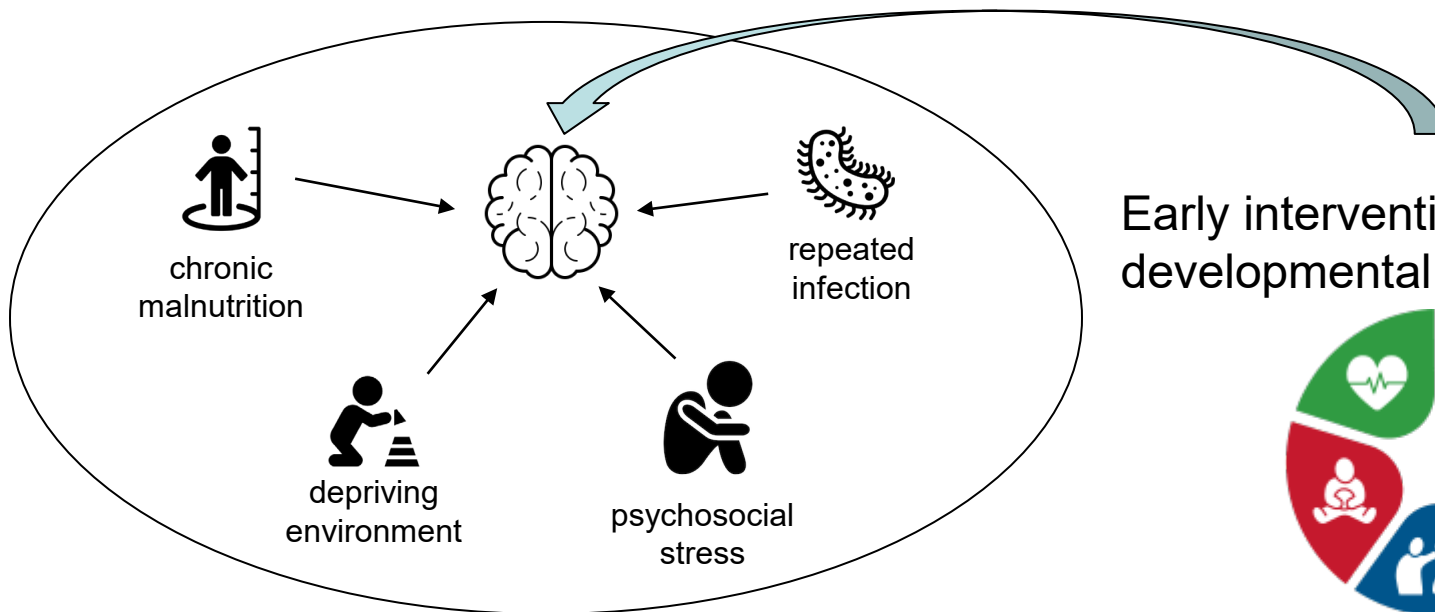 chronic
malnutrition
repeated
infection
depriving
environment
psychosocial
stress
Early interventi
developmental